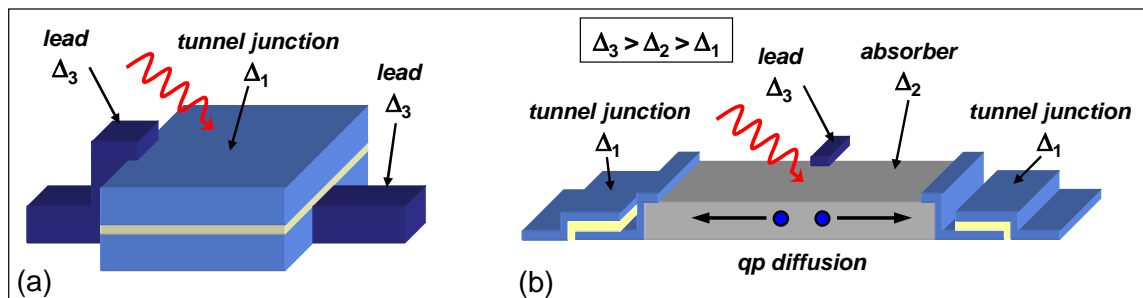 lead
Δ3
tunnel junction
Δ1
lead
Δ3
(a)
Δ3 > Δ2 > Δ1
tunnel junction
Δ1
lead
Δ3
absorber
Δ2
tunnel junction
Δ1
qp diffusion
(b)